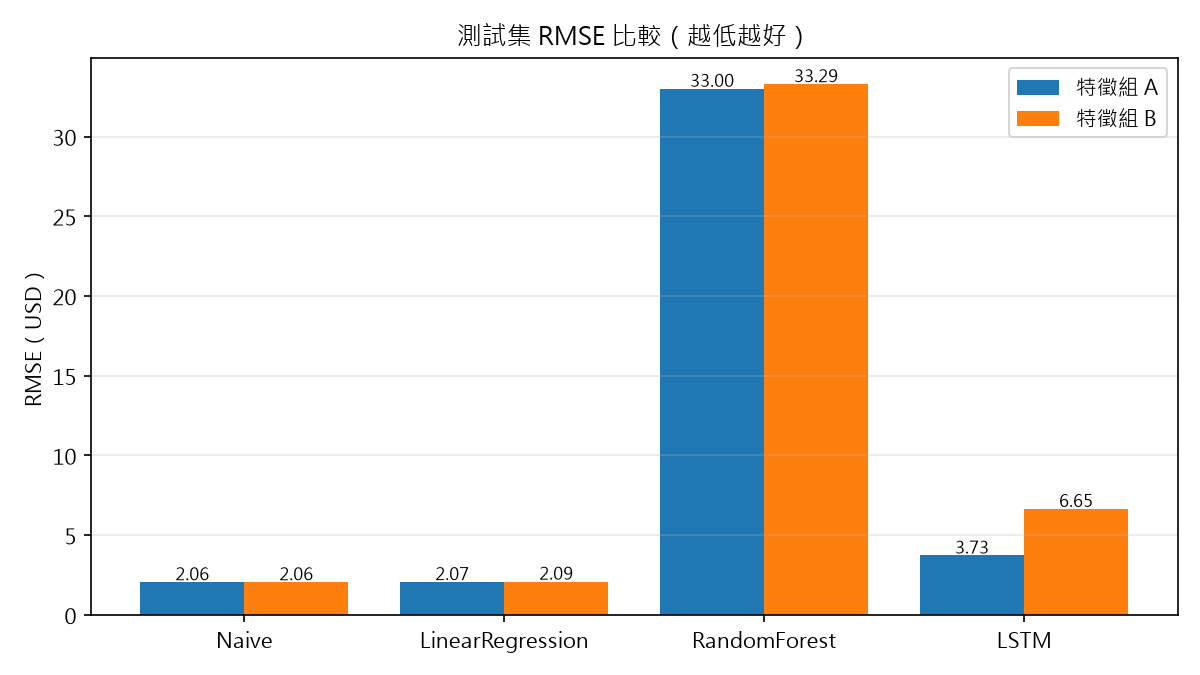 測試集 RMSE 比較（越低越好）
特徵組 A
特徵組 B
RMSE（USD）
30
25
20
15
10
5
0
2.06
2.06
2.07
2.09
33.00
33.29
3.73
6.65
Naive
LinearRegression
RandomForest
LSTM